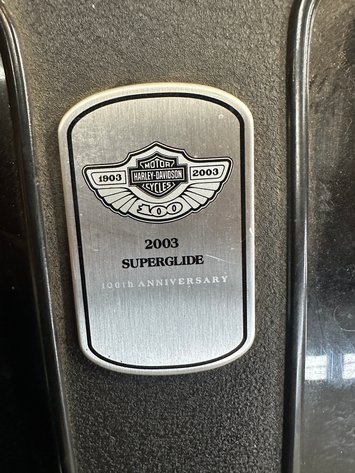 MOTOR
1903 HARLEY-DAVIDSON 2003
CYCLES
100
2003
SUPERGLIDE
100th ANNIVERSARY